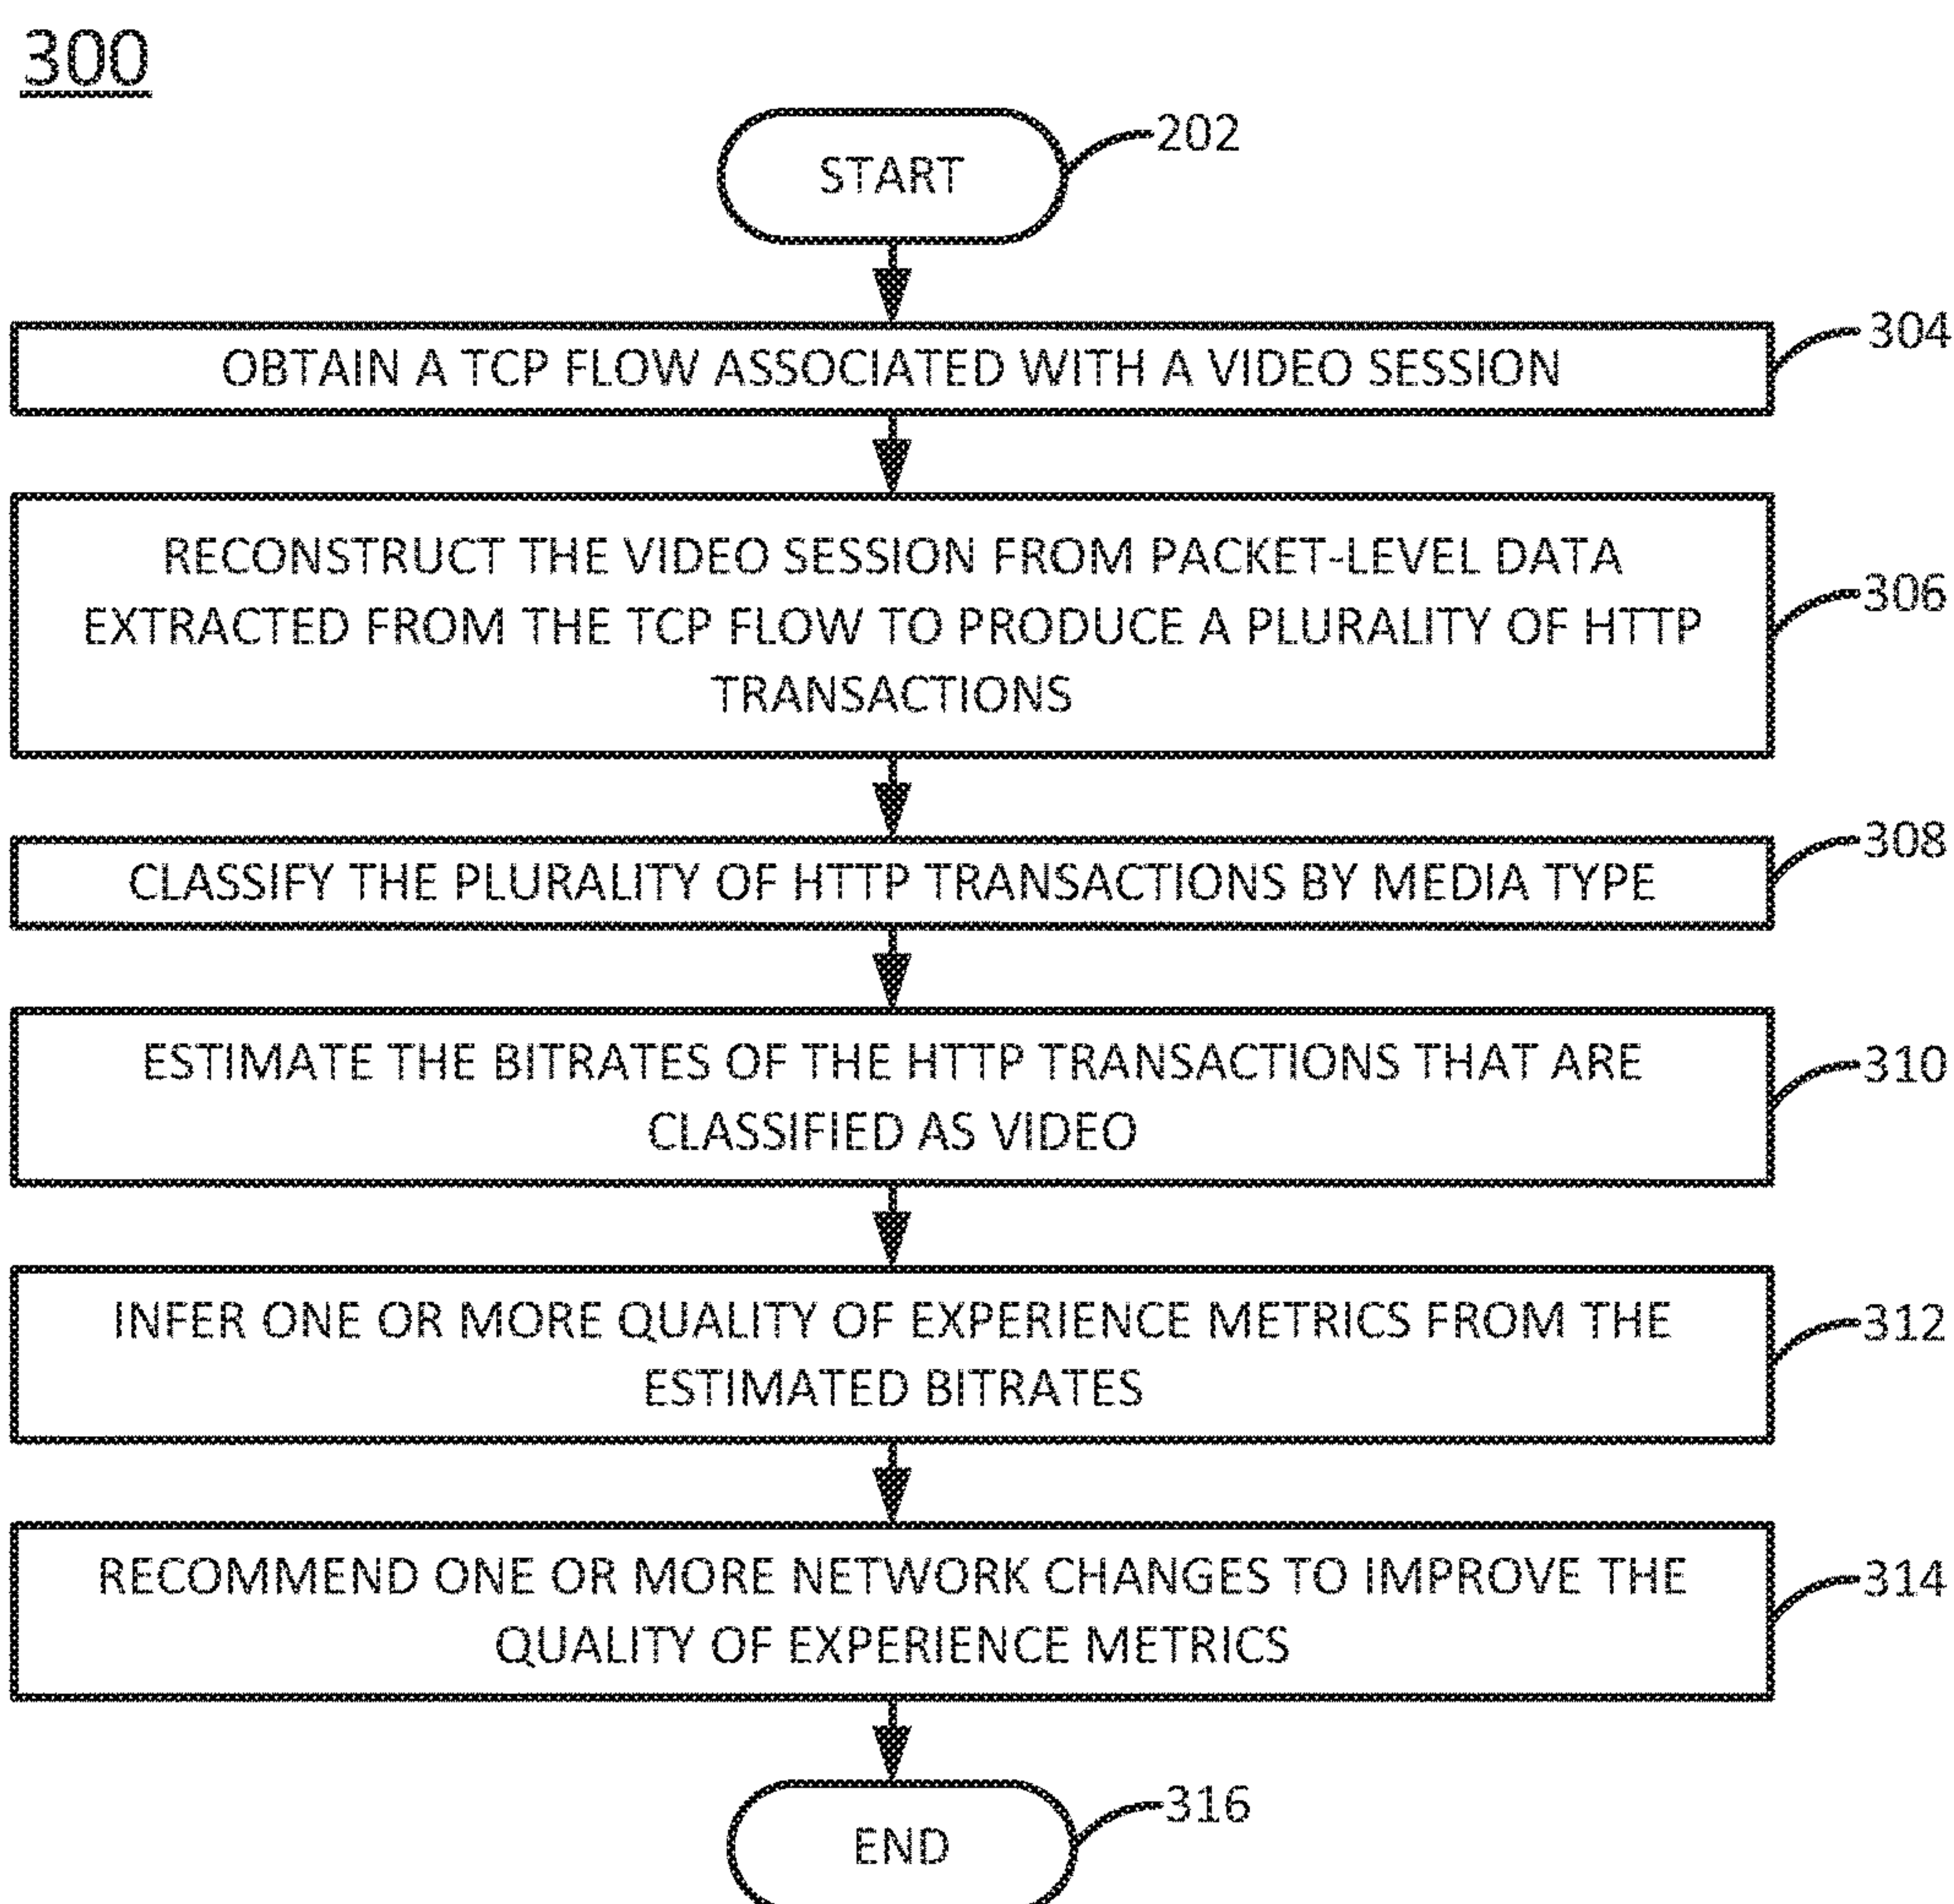 300
START
202
OBTAIN A TCP FLOW ASSOCIATED WITH A VIDEO SESSION
304
RECONSTRUCT THE VIDEO SESSION FROM PACKET-LEVEL DATA
EXTRACTED FROM THE TCP FLOW TO PRODUCE A PLURALITY OF HTTP
TRANSACTIONS
306
CLASSIFY THE PLURALITY OF HTTP TRANSACTIONS BY MEDIA TYPE
308
ESTIMATE THE BITRATES OF THE HTTP TRANSACTIONS THAT ARE
CLASSIFIED AS VIDEO
310
INFER ONE OR MORE QUALITY OF EXPERIENCE METRICS FROM THE
ESTIMATED BITRATES
312
RECOMMEND ONE OR MORE NETWORK CHANGES TO IMPROVE THE
QUALITY OF EXPERIENCE METRICS
314
END
316